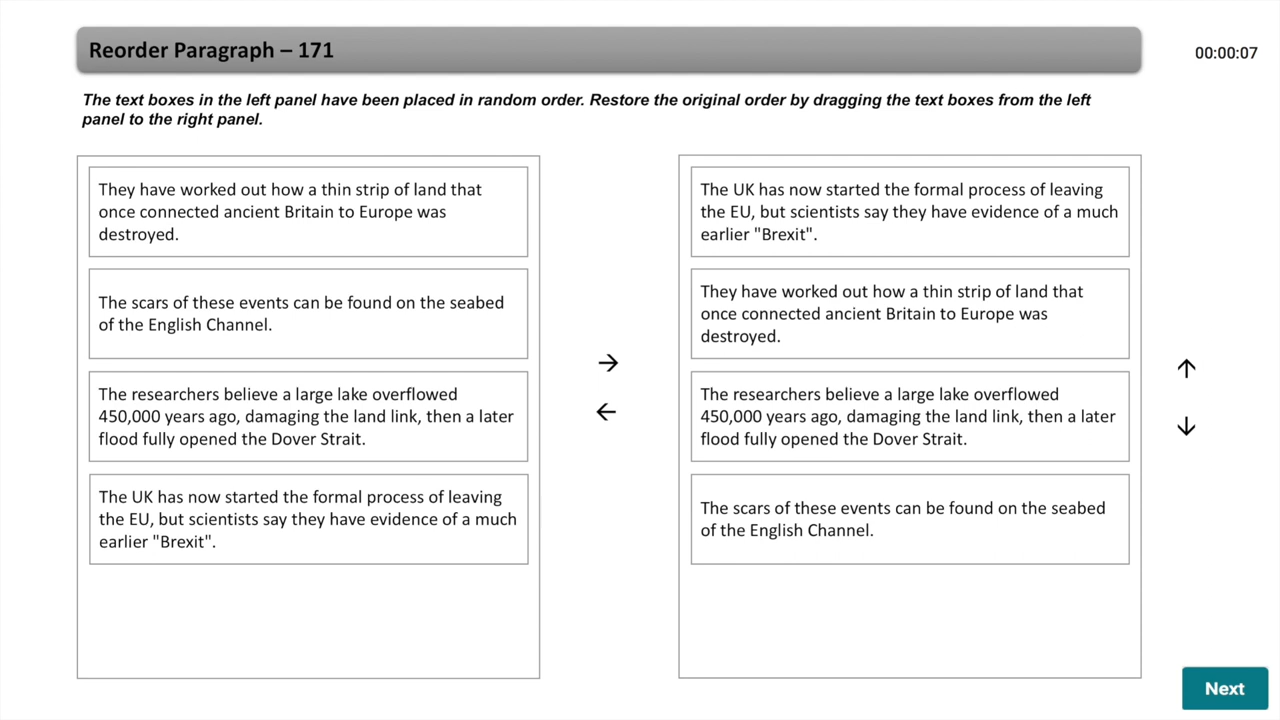 Reorder Paragraph – 171
00:00:07
The text boxes in the left panel have been placed in random order. Restore the original order by dragging the text boxes from the left
panel to the right panel.
They have worked out how a thin strip of land that
once connected ancient Britain to Europe was
destroyed.
The scars of these events can be found on the seabed
of the English Channel.
The researchers believe a large lake overflowed
450,000 years ago, damaging the land link, then a later
flood fully opened the Dover Strait.
The UK has now started the formal process of leaving
the EU, but scientists say they have evidence of a much
earlier "Brexit".
→
←
The UK has now started the formal process of leaving
the EU, but scientists say they have evidence of a much
earlier "Brexit".
They have worked out how a thin strip of land that
once connected ancient Britain to Europe was
destroyed.
The researchers believe a large lake overflowed
450,000 years ago, damaging the land link, then a later
flood fully opened the Dover Strait.
The scars of these events can be found on the seabed
of the English Channel.
↑
↓
Next